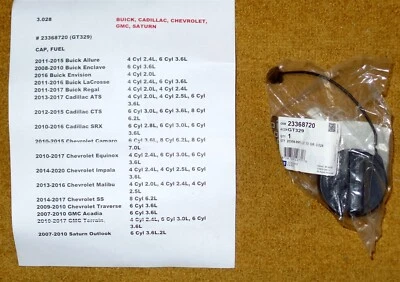 3.028 BUICK, CADILLAC, CHEVROLET,
GMC, SATURN
# 23368720 (GT329)
CAP, FUEL
2011-2015 Buick Allure 4 Cyl 2.4L, 6 Cyl 3.6L
2008-2010 Buick Enclave 6 Cyl 3.6L
2016 Buick Envision 4 Cyl 2.0L
2011-2016 Buick LaCrosse 4 Cyl 2.4L, 6 Cyl 3.6L
2011-2017 Buick Regal 4 Cyl 2.0L, 4 Cyl 2.4L
2013-2017 Cadillac ATS 4 Cyl 2.0L, 4 Cyl 2.5L, 6 Cyl
3.6L
2012-2015 Cadillac CTX 6 Cyl 3.0L, 6 Cyl 3.6L, 8 Cyl
6.2L
2010-2016 Cadillac SRX 6 Cyl 2.8L, 6 Cyl 3.0L, 6 Cyl
3.6L
2012-2015 Chevrolet Camaro
7.0L
2010-2017 Chevrolet Equinox 4 Cyl 2.4L, 6 Cyl 3.0L, 6 Cyl
3.6L
2014-2020 Chevrolet Impala 4 Cyl 2.4L, 4 Cyl 2.5L, 6 Cyl
3.6L
2013-2016 Chevrolet Malibu 4 Cyl 2.0L, 4 Cyl 2.4L, 4 Cyl
2.5L
2014-2017 SS 8 Cyl 6.2L
2009-2010 Chevrolet Traverse 6 Cyl 3.6L
2007-2010 GMC Acadia 6 Cyl 3.6L
2010-2017 GMC Terrain, 4 Cyl 2.4L, 6 Cyl 3.0L, 6 Cyl
3.6L
2007-2010 Saturn Outlook 6 Cyl 3.6L.2L
23368720
GT329
1